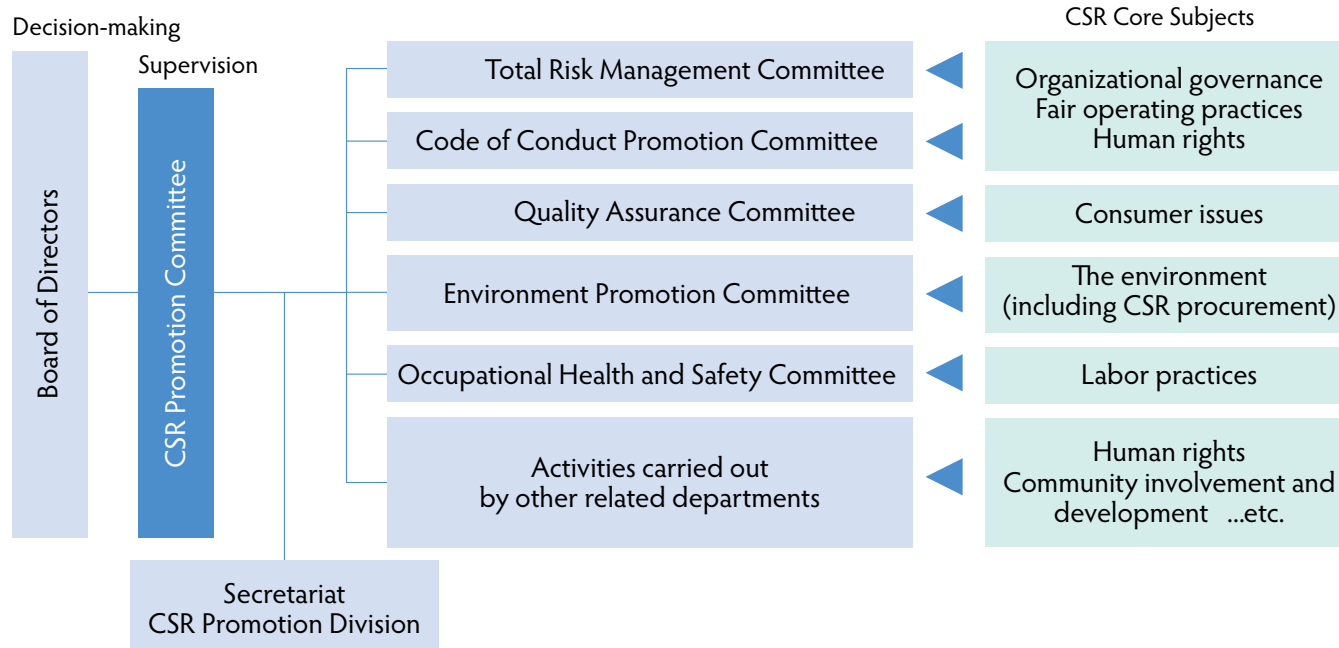 Decision-making
Supervision
CSR Core Subjects
Board of Directors
CSR Promotion Committee
Total Risk Management Committee
Code of Conduct Promotion Committee
Organizational governance
Fair operating practices
Human rights
Quality Assurance Committee
Consumer issues
Environment Promotion Committee
The environment
(including CSR procurement)
Occupational Health and Safety Committee
Labor practices
Activities carried out
by other related departments
Human rights
Community involvement and
development ...etc.
Secretariat
CSR Promotion Division